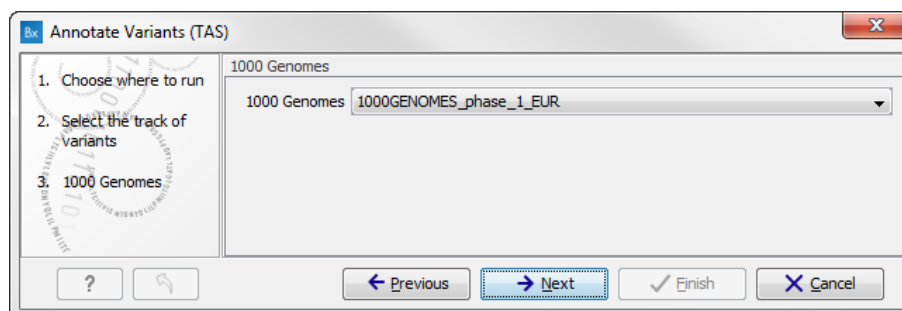 Bx Annotate Variants (TAS) X
1. Choose where to run
2. Select the track of
variants
3. 1000 Genomes
1000 Genomes
1000 Genomes 1000GENOMES_phase_1_EUR
? Previous Next Finish Cancel